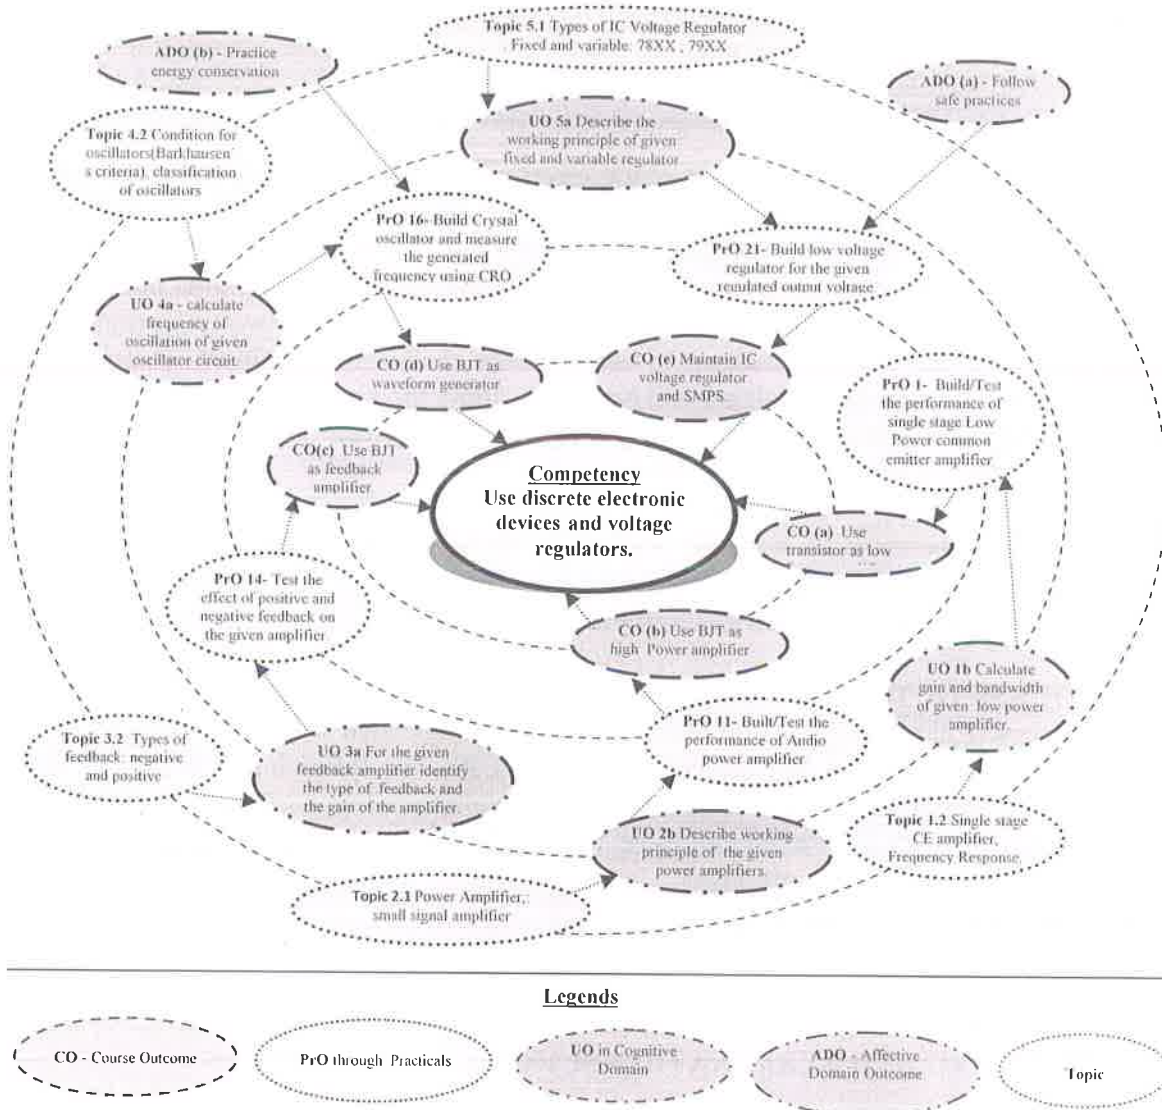 Topic 5.1 Types of IC Voltage Regulator
Fixed and variable: 78XX , 79XX
ADO (b) - Practice
energy conservation
ADO (a) - Follow
safe practices
Topic 4.2 Condition for
oscillators(Barkhausen'
s criteria), classification
of oscillators
UO 5a Describe the
working principle of given
fixed and variable regulator
PrO 16- Build Crystal
oscillator and measure
the generated
frequency using CRO
PrO 21- Build low voltage
regulator for the given
regulated output voltage
UO 4a - calculate
frequency of
oscillation of given
oscillator circuit.
CO (d) Use BJT as
waveform generator
CO (e) Maintain IC
voltage regulator
and SMPS.
PrO 1- Build/Test
the performance of
single stage Low
Power common
emitter amplifier
CO(c) Use BJT
as feedback
amplifier.
Competency
Use discrete electronic
devices and voltage
regulators.
CO (a) Use
transistor as low
PrO 14- Test the
effect of positive and
negative feedback on
the given amplifier
CO (b) Use BJT as
high Power amplifier
UO 1b Calculate
gain and bandwidth
of given low power
amplifier.
PrO 11- Built/Test the
performance of Audio
power amplifier
Topic 3.2 Types of
feedback: negative
and positive
UO 3a For the given
feedback amplifier identify
the type of feedback and
the gain of the amplifier.
UO 2b Describe working
principle of the given
power amplifiers.
Topic 1.2 Single stage
CE amplifier,
Frequency Response.
Topic 2.1 Power Amplifier,
small signal amplifier
Legends
CO - Course Outcome
PrO through Practicals
UO in Cognitive
Domain
ADO - Affective
Domain Outcome
Topic